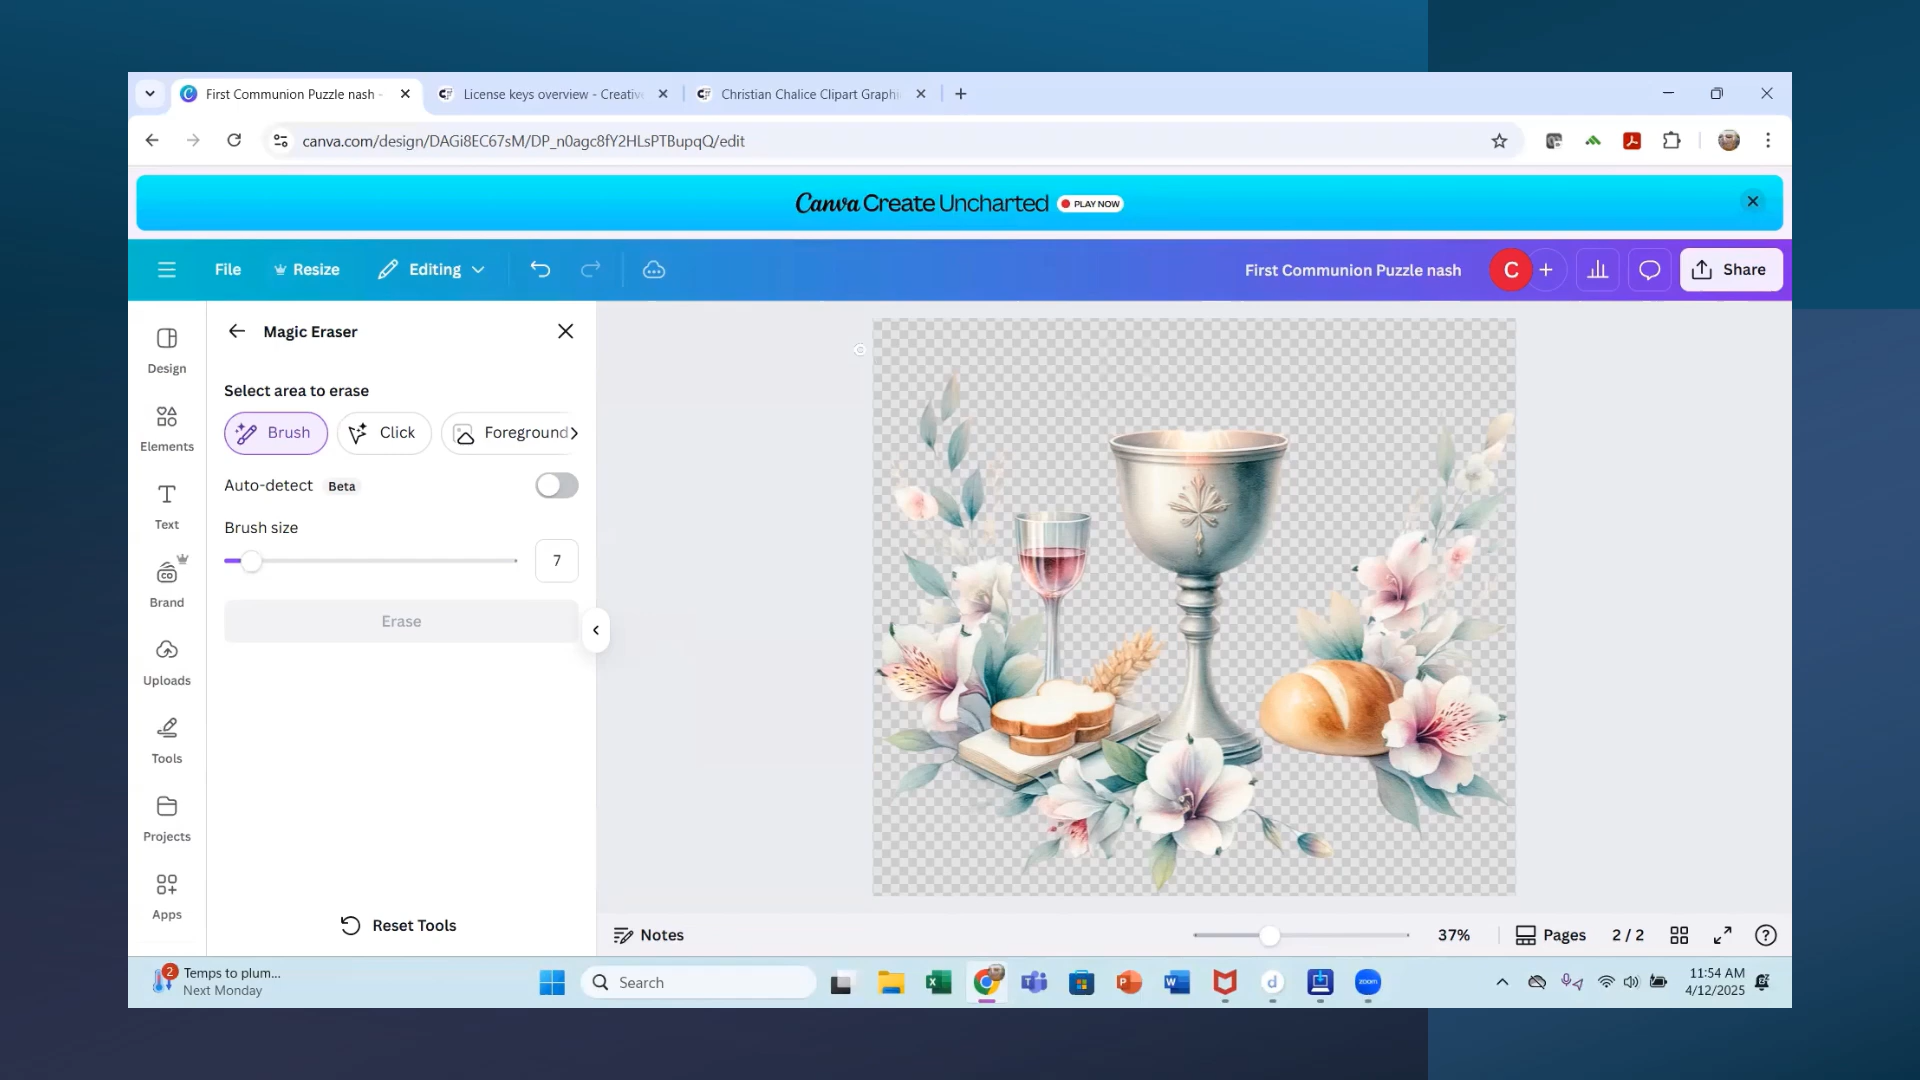 First Communion Puzzle nash -
License keys overview - Creativ
Christian Chalice Clipart Graphi
canva.com/design/DAGi8EC67sM/DP_n0agc8fY2HLsPTBupqQ/edit
Canva Create Uncharted PLAY NOW
File Resize Editing
First Communion Puzzle nash C + Share
Design
Elements
Text
Brand
Uploads
Tools
Projects
Apps
Magic Eraser
Select area to erase
Brush Click Foreground
Auto-detect Beta
Brush size
7
Erase
Reset Tools
Notes 37% Pages 2 / 2
2 Temps to plum...
Next Monday
Search
zoom
11:54 AM
4/12/2025